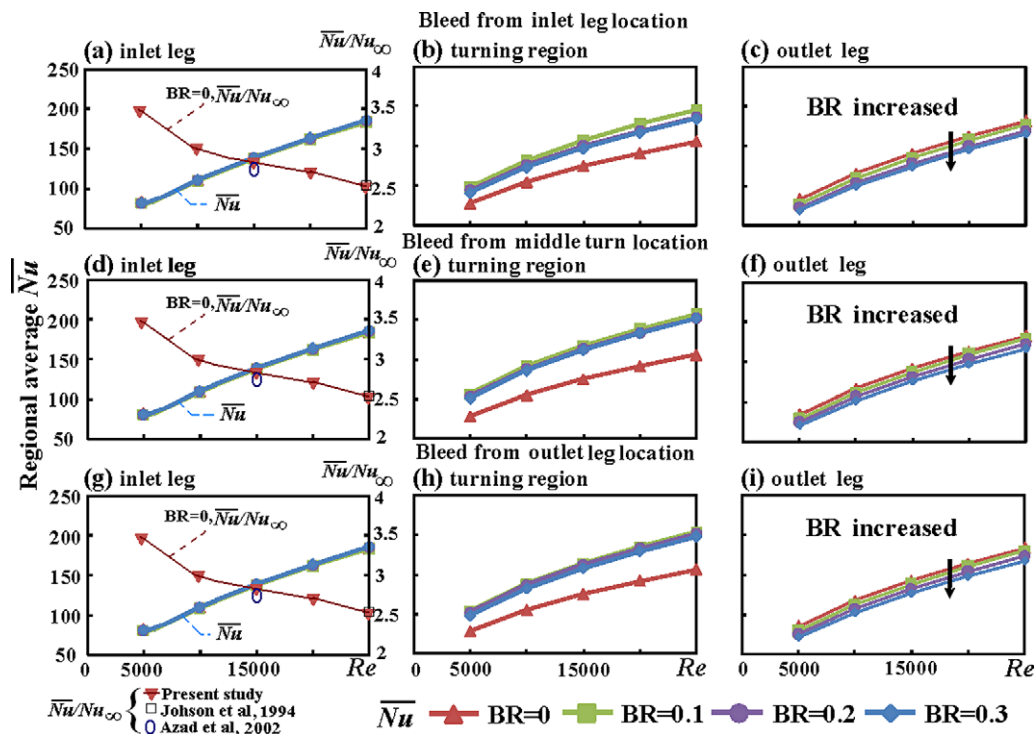 Bleed from inlet leg location
(a) inlet leg
Nu/Nu∞
(b) turning region
(c) outlet leg
250
200
150
100
50
4
3.5
3
2.5
2
BR=0,Nu/Nu∞
Nu
BR increased
Bleed from middle turn location
(d) inlet leg
Nu/Nu∞
(e) turning region
(f) outlet leg
250
200
150
100
50
4
3.5
3
2.5
2
BR=0,Nu/Nu∞
Nu
BR increased
Regional average Nu
Bleed from outlet leg location
(g) inlet leg
Nu/Nu∞
(h) turning region
(i) outlet leg
250
200
150
100
50
4
3.5
3
2.5
2
BR=0,Nu/Nu∞
Nu
BR increased
0 5000 15000 Re
0 5000 15000 Re
0 5000 15000 Re
Nu/Nu∞ { Present study
Johson et al, 1994
Azad et al, 2002
Nu BR=0 BR=0.1 BR=0.2 BR=0.3